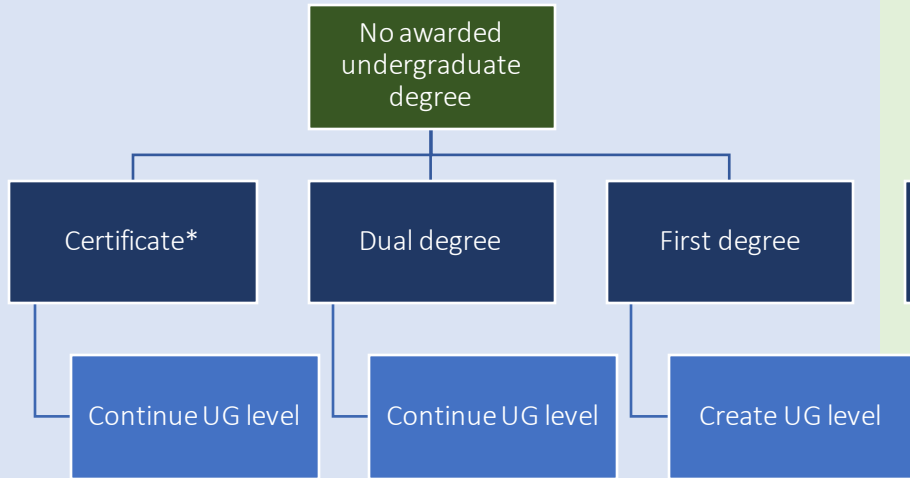 No awarded
undergraduate
degree
Certificate*
Dual degree
First degree
Continue UG level
Continue UG level
Create UG level